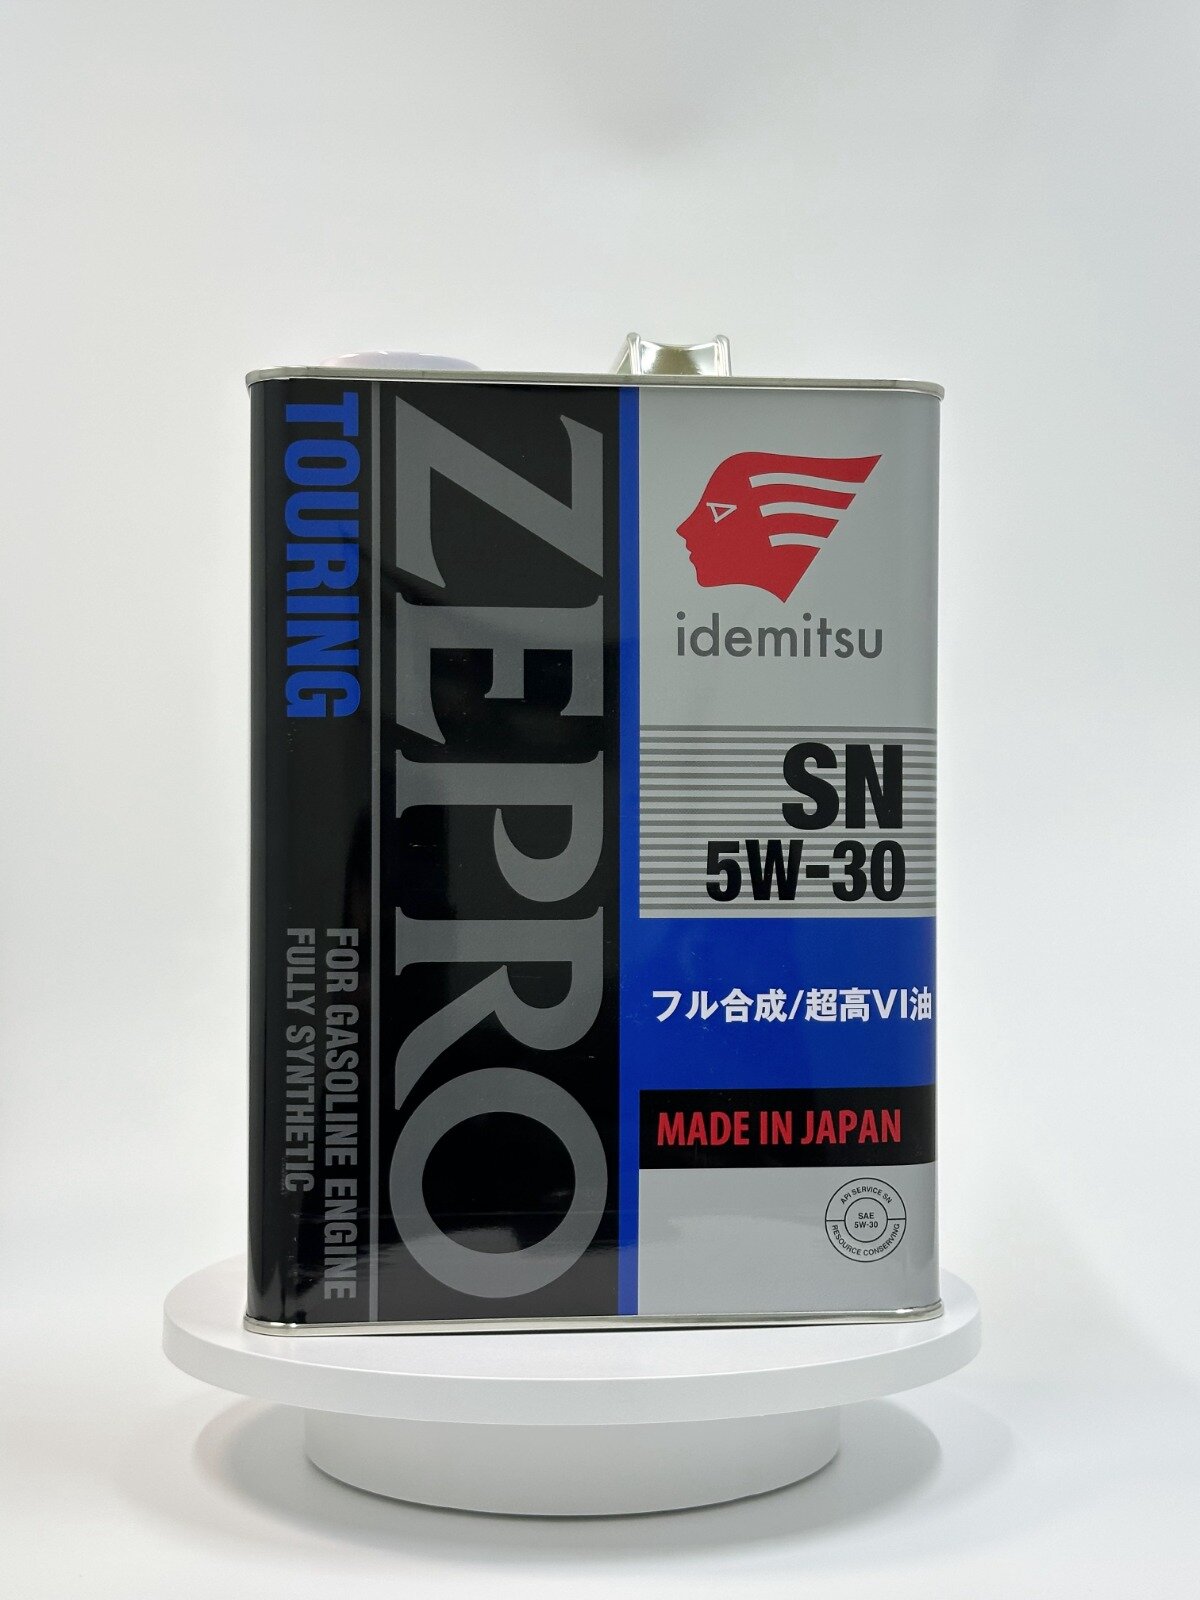 TOURING
ZEPRO
FOR GASOLINE ENGINE
FULLY SYNTHETIC
idemitsu
SN
5W-30
フル合成/超高VI油
MADE IN JAPAN
API SERVICE SN
SAE
5W-30
RESOURCE CONSERVING